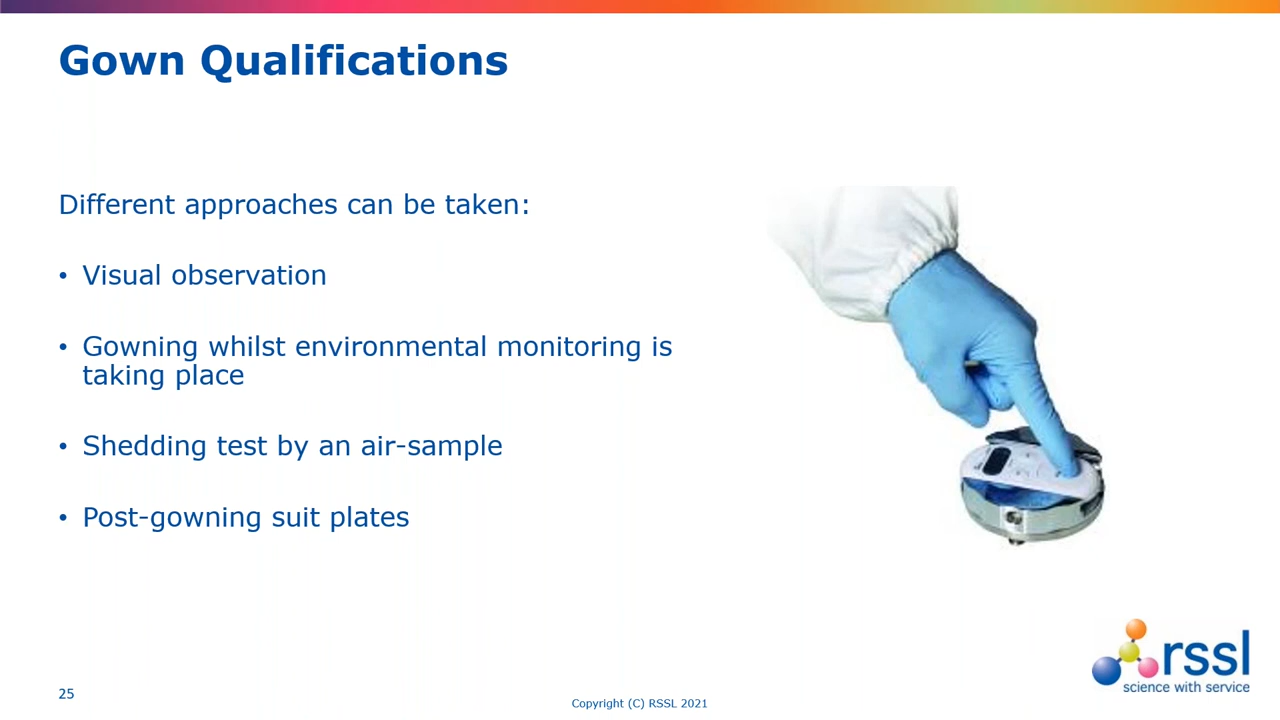 Gown Qualifications
Different approaches can be taken:
• Visual observation
• Gowning whilst environmental monitoring is
taking place
• Shedding test by an air-sample
• Post-gowning suit plates
rssl
science with service
25
Copyright (C) RSSL 2021